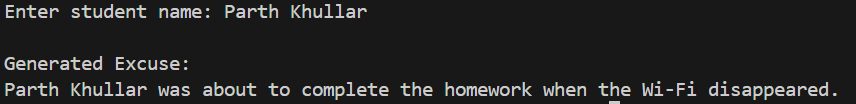 Enter student name: Parth Khullar
Generated Excuse:
Parth Khullar was about to complete the homework when the Wi-Fi disappeared.